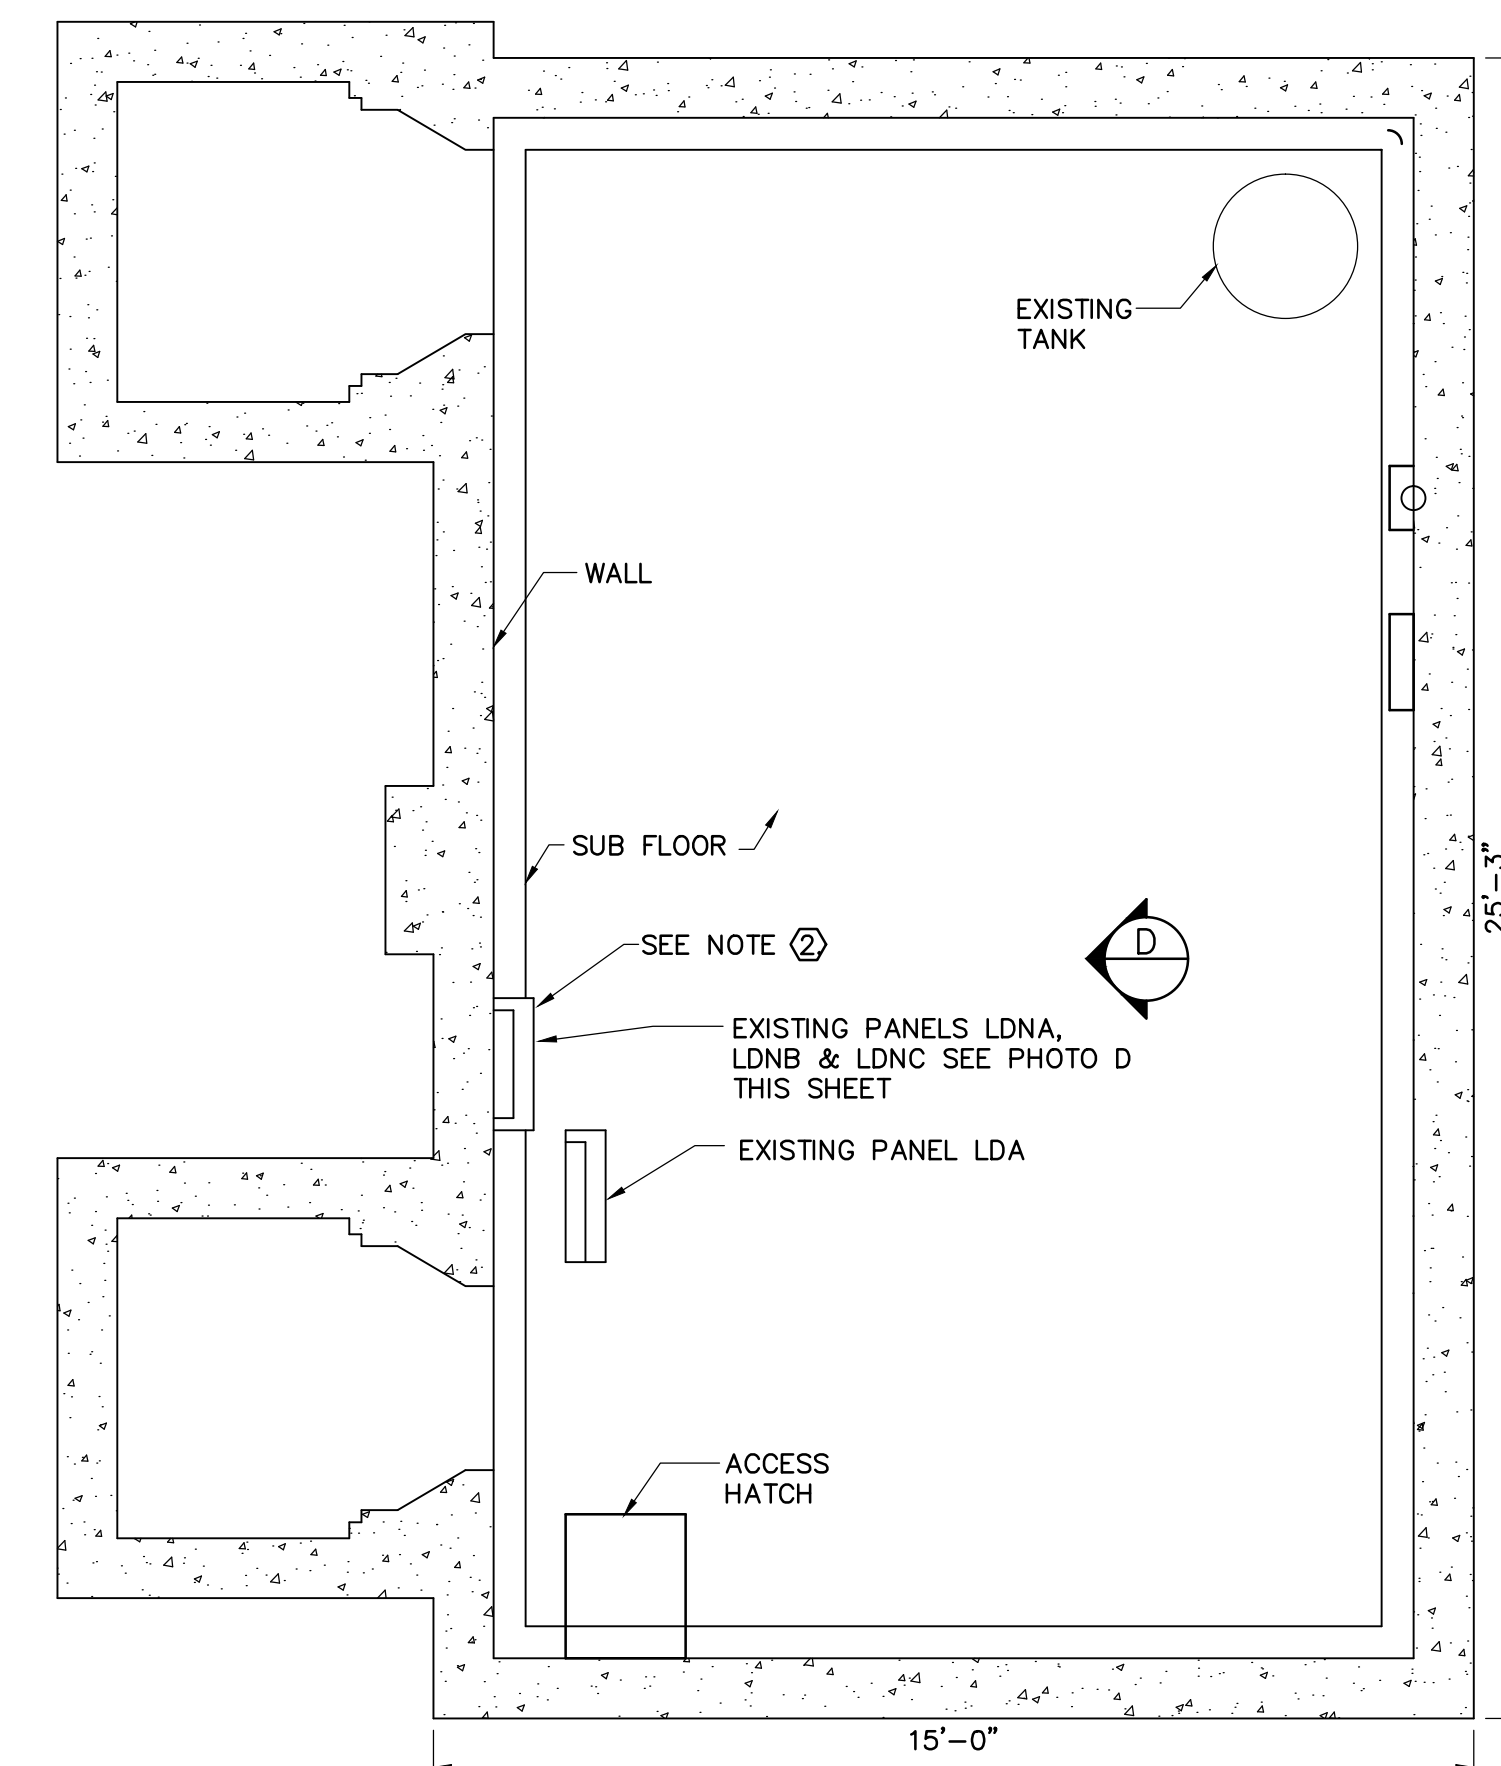 EXISTING
TANK
WALL
SUB FLOOR
25'-3"
D
SEE NOTE 2
EXISTING PANELS LDNA,
LDNB & LDNC SEE PHOTO D
THIS SHEET
EXISTING PANEL LDA
ACCESS
HATCH
15'-0"